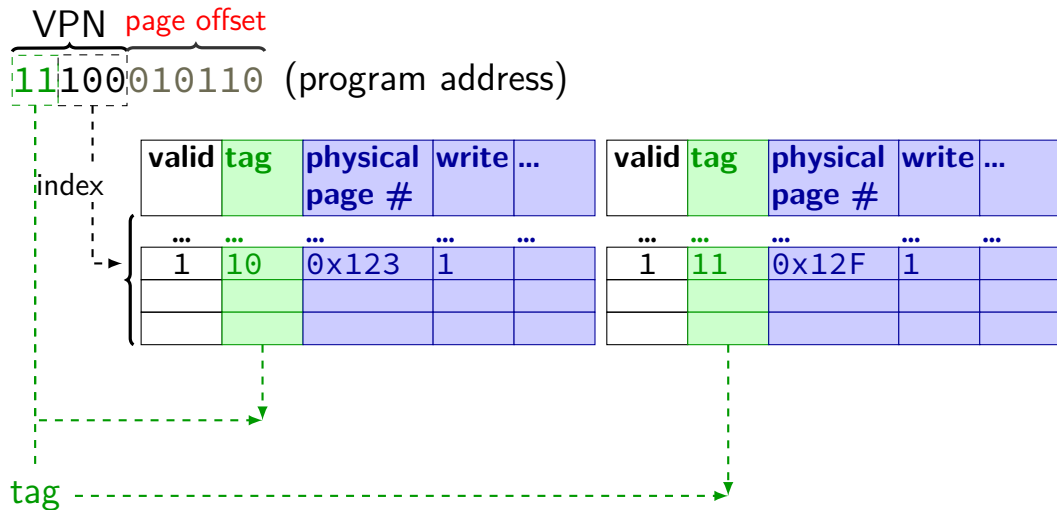 VPN page offset
11100010110 (program address)
valid tag physical page # write ... valid tag physical page # write ...
index
... ... ... ... ... ... ... ... ... ...
1 10 0x123 1 1 11 0x12F 1
tag